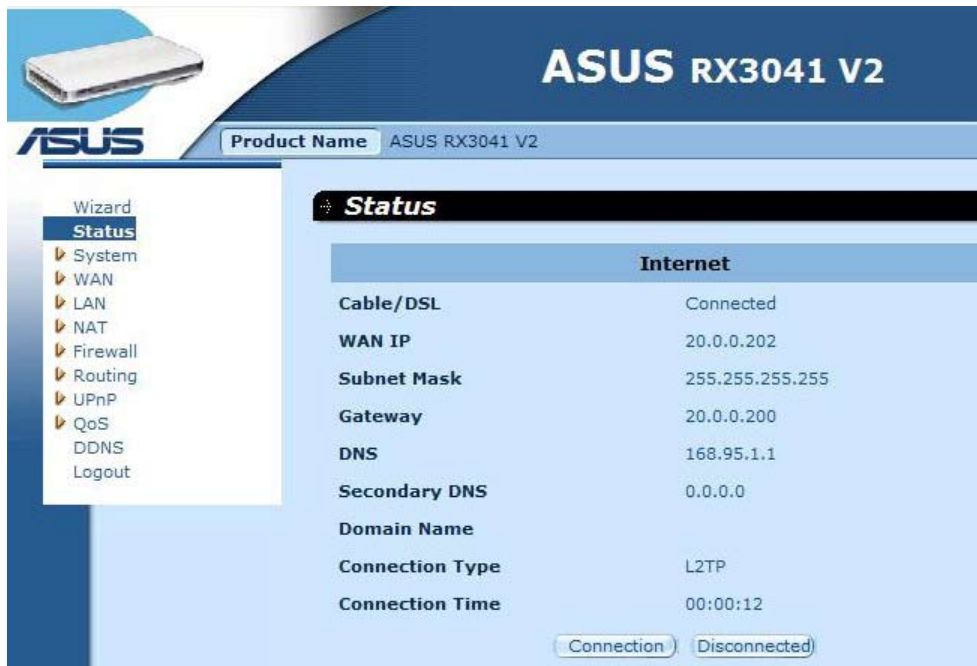 ASUS RX3041 V2
ASUS
Product Name ASUS RX3041 V2
Wizard
Status
System
WAN
LAN
NAT
Firewall
Routing
UPnP
QoS
DDNS
Logout
Status
Internet
Cable/DSL Connected
WAN IP 20.0.0.202
Subnet Mask 255.255.255.255
Gateway 20.0.0.200
DNS 168.95.1.1
Secondary DNS 0.0.0.0
Domain Name
Connection Type L2TP
Connection Time 00:00:12
Connection Disconnected